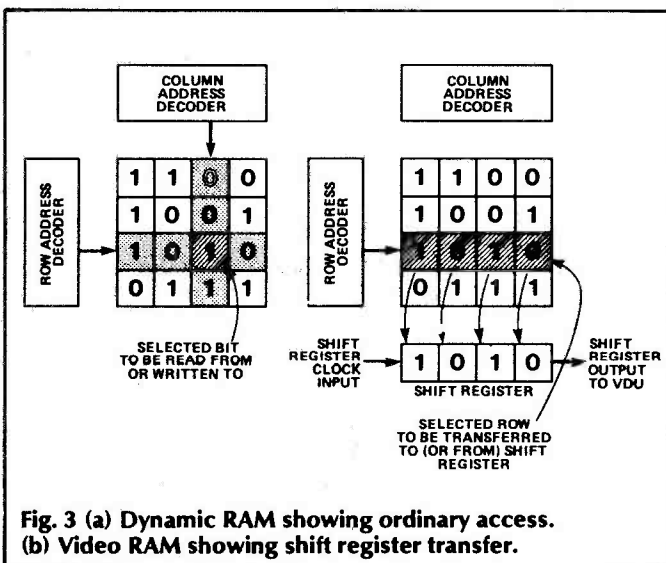 COLUMN
ADDRESS
DECODER
ROW ADDRESS
DECODER
1 1 0 0
1 0 0 1
1 0 1 0
0 1 1 1
SELECTED BIT
TO BE READ FROM
OR WRITTEN TO
COLUMN
ADDRESS
DECODER
ROW ADDRESS
DECODER
1 1 0 0
1 0 0 1
1 0 1 0
0 1 1 1
SHIFT
REGISTER
CLOCK
INPUT
1 0 1 0
SHIFT REGISTER
SHIFT
REGISTER
OUTPUT
TO VDU
SELECTED ROW
TO BE TRANSFERRED
TO (OR FROM) SHIFT
REGISTER
Fig. 3 (a) Dynamic RAM showing ordinary access.
(b) Video RAM showing shift register transfer.